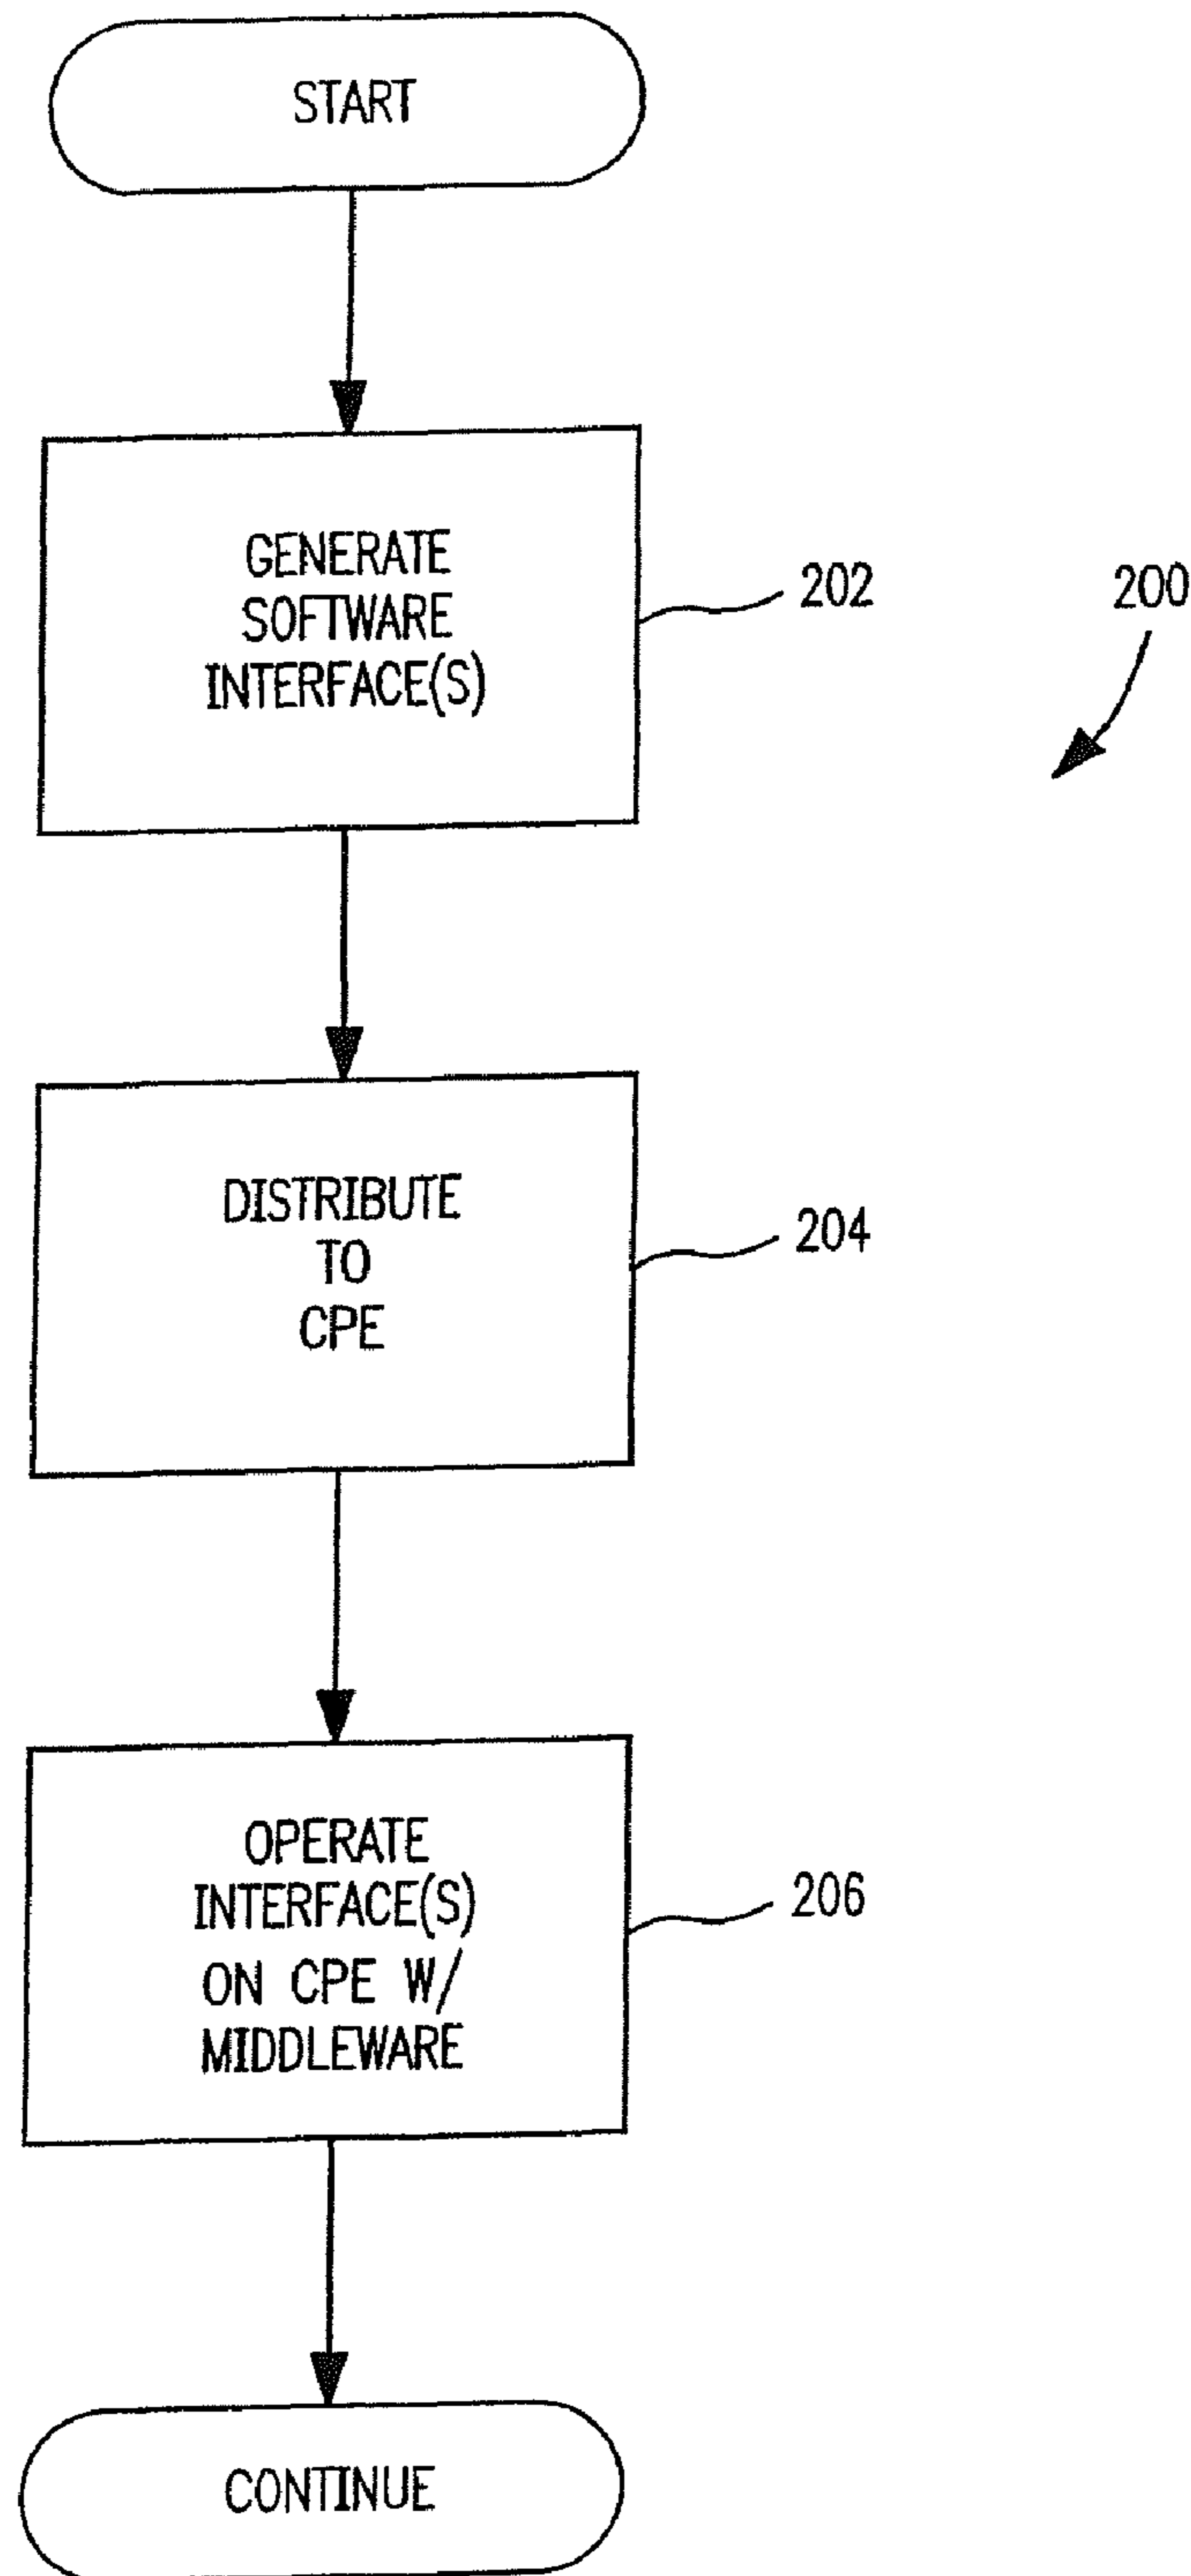 START
GENERATE
SOFTWARE
INTERFACE(S)
202
200
DISTRIBUTE
TO
CPE
204
OPERATE
INTERFACE(S)
ON CPE W/
MIDDLEWARE
206
CONTINUE